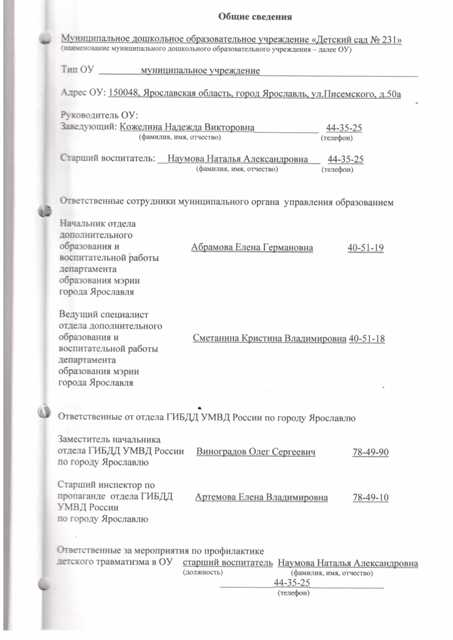 Общие сведения
Муниципальное дошкольное образовательное учреждение «Детский сад № 231»
(наименование муниципального дошкольного образовательного учреждения – далее ОУ)
Тип ОУ муниципальное учреждение
Адрес ОУ: 150048, Ярославская область, город Ярославль, ул.Писемского, д.50а
Руководитель ОУ:
Заведующий: Кожелина Надежда Викторовна 44-35-25
(фамилия, имя, отчество) (телефон)
Старший воспитатель: Наумова Наталья Александровна 44-35-25
(фамилия, имя, отчество) (телефон)
Ответственные сотрудники муниципального органа управления образованием
Начальник отдела
дополнительного
образования и Абрамова Елена Германовна 40-51-19
воспитательной работы
департамента
образования мэрии
города Ярославля
Ведущий специалист
отдела дополнительного
образования и Сметанина Кристина Владимировна 40-51-18
воспитательной работы
департамента
образования мэрии
города Ярославля
Ответственные от отдела ГИБДД УМВД России по городу Ярославлю
Заместитель начальника
отдела ГИБДД УМВД России Виноградов Олег Сергеевич 78-49-90
по городу Ярославлю
Старший инспектор по
пропаганде отдела ГИБДД Артемова Елена Владимировна 78-49-10
УМВД России
по городу Ярославлю
Ответственные за мероприятия по профилактике
детского травматизма в ОУ старший воспитатель Наумова Наталья Александровна
(должность) (фамилия, имя, отчество)
44-35-25
(телефон)